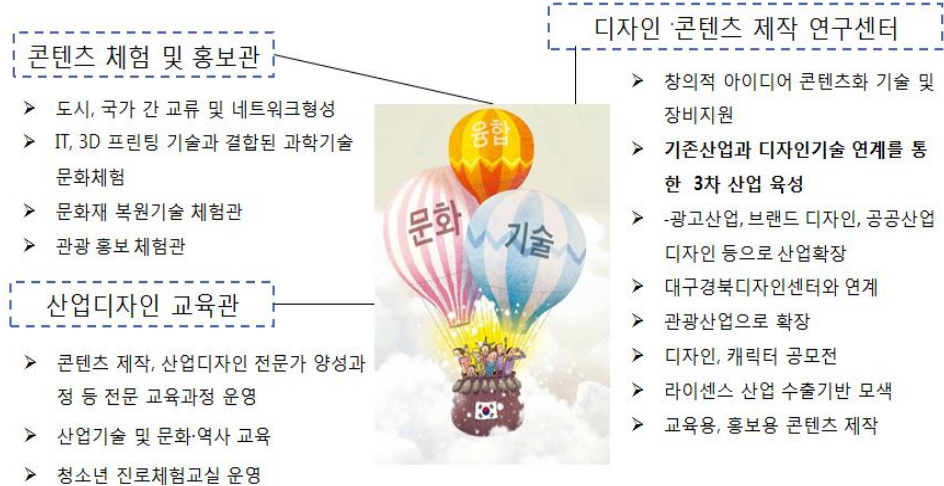 콘텐츠 체험 및 홍보관
➢ 도시, 국가 간 교류 및 네트워크형성
➢ IT, 3D 프린팅 기술과 결합된 과학기술
문화체험
➢ 문화재 복원기술 체험관
➢ 관광 홍보 체험관
산업디자인 교육관
➢ 콘텐츠 제작, 산업디자인 전문가 양성과
정 등 전문 교육과정 운영
➢ 산업기술 및 문화·역사 교육
➢ 청소년 진로체험교실 운영
융합
문화
기술
디자인·콘텐츠 제작 연구센터
➢ 창의적 아이디어 콘텐츠화 기술 및
장비지원
➢ 기존산업과 디자인기술 연계를 통
한 3차 산업 육성
➢ -광고산업, 브랜드 디자인, 공공산업
디자인 등으로 산업확장
➢ 대구경북디자인센터와 연계
➢ 관광산업으로 확장
➢ 디자인, 캐릭터 공모전
➢ 라이센스 산업 수출기반 모색
➢ 교육용, 홍보용 콘텐츠 제작